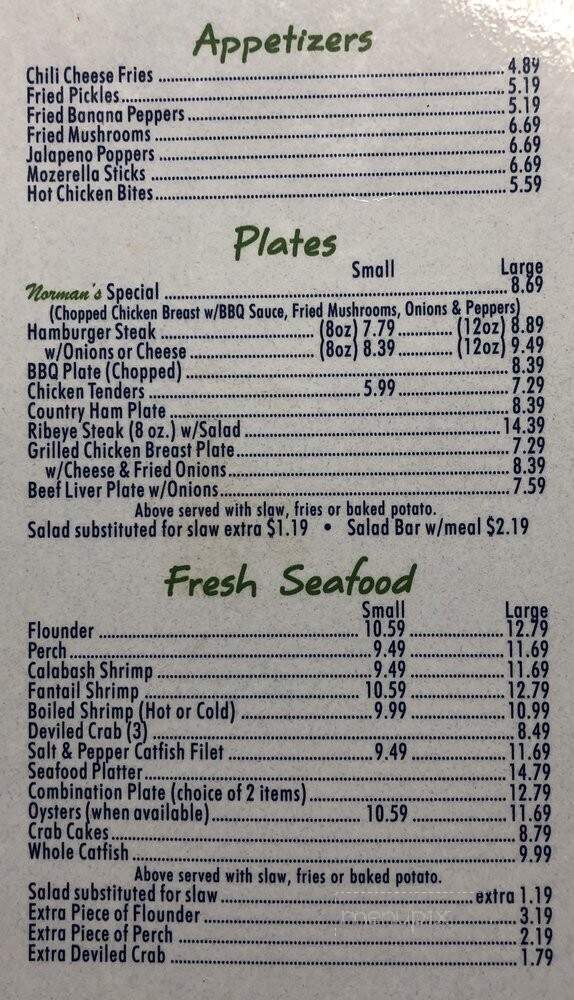 Appetizers
Chili Cheese Fries 4.89
Fried Pickles 5.19
Fried Banana Peppers 5.19
Fried Mushrooms 6.69
Jalapeno Poppers 6.69
Mozerella Sticks 6.69
Hot Chicken Bites 5.59
Plates
Small Large
Norman's Special 8.69
(Chopped Chicken Breast w/BBQ Sauce, Fried Mushrooms, Onions & Peppers)
Hamburger Steak (8oz) 7.79 (12oz) 8.89
w/Onions or Cheese (8oz) 8.39 (12oz) 9.49
BBQ Plate (Chopped) 8.39
Chicken Tenders 5.99 7.29
Country Ham Plate 8.39
Ribeye Steak (8 oz.) w/Salad 14.39
Grilled Chicken Breast Plate 7.29
w/Cheese & Fried Onions 8.39
Beef Liver Plate w/Onions 7.59
Above served with slaw, fries or baked potato.
Salad substituted for slaw extra $1.19 • Salad Bar w/meal $2.19
Fresh Seafood
Small Large
Flounder 10.59 12.79
Perch 9.49 11.69
Calabash Shrimp 9.49 11.69
Fantail Shrimp 10.59 12.79
Boiled Shrimp (Hot or Cold) 9.99 10.99
Deviled Crab (3) 8.49
Salt & Pepper Catfish Filet 9.49 11.69
Seafood Platter 14.79
Combination Plate (choice of 2 items) 12.79
Oysters (when available) 10.59 11.69
Crab Cakes 8.79
Whole Catfish 9.99
Above served with slaw, fries or baked potato.
Salad substituted for slaw extra 1.19
Extra Piece of Flounder 3.19
Extra Piece of Perch 2.19
Extra Deviled Crab 1.79
menupix